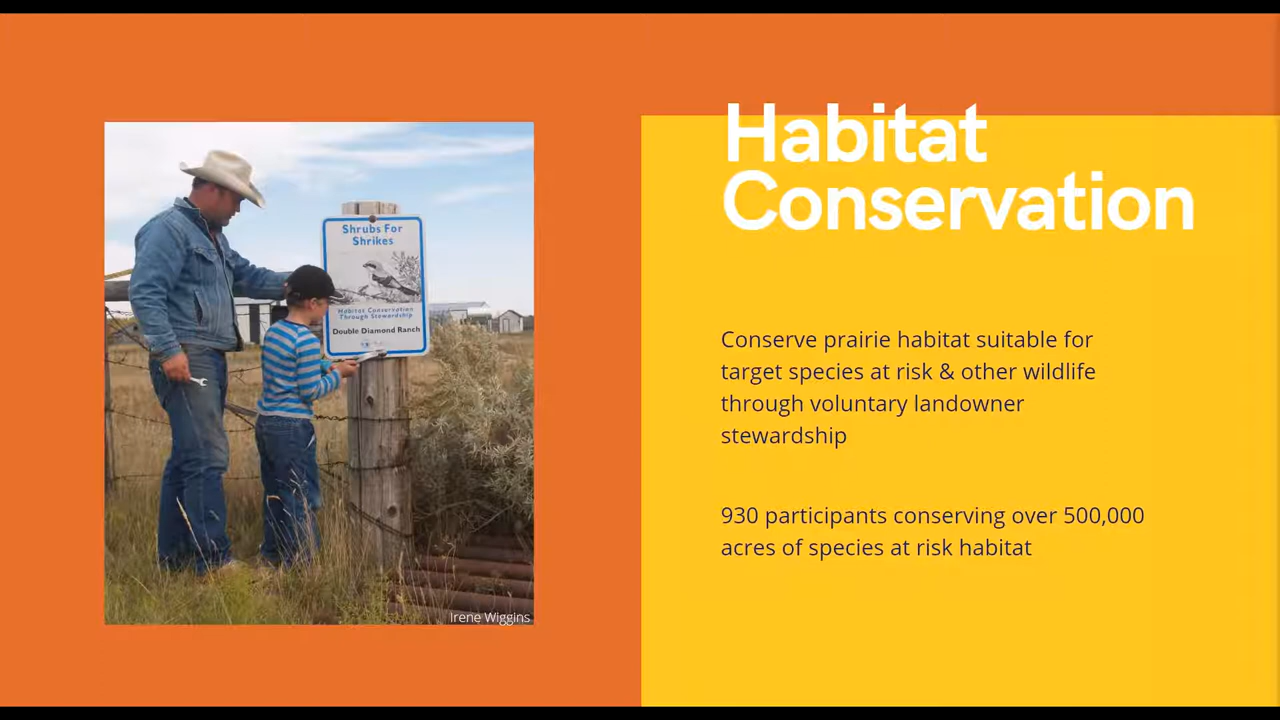 Habitat
Conservation
Shrubs For
Shrikes
Habitat Conservation
Through Stewardship
Double Diamond Ranch
Conserve prairie habitat suitable for
target species at risk & other wildlife
through voluntary landowner
stewardship
930 participants conserving over 500,000
acres of species at risk habitat
Irene Wiggins